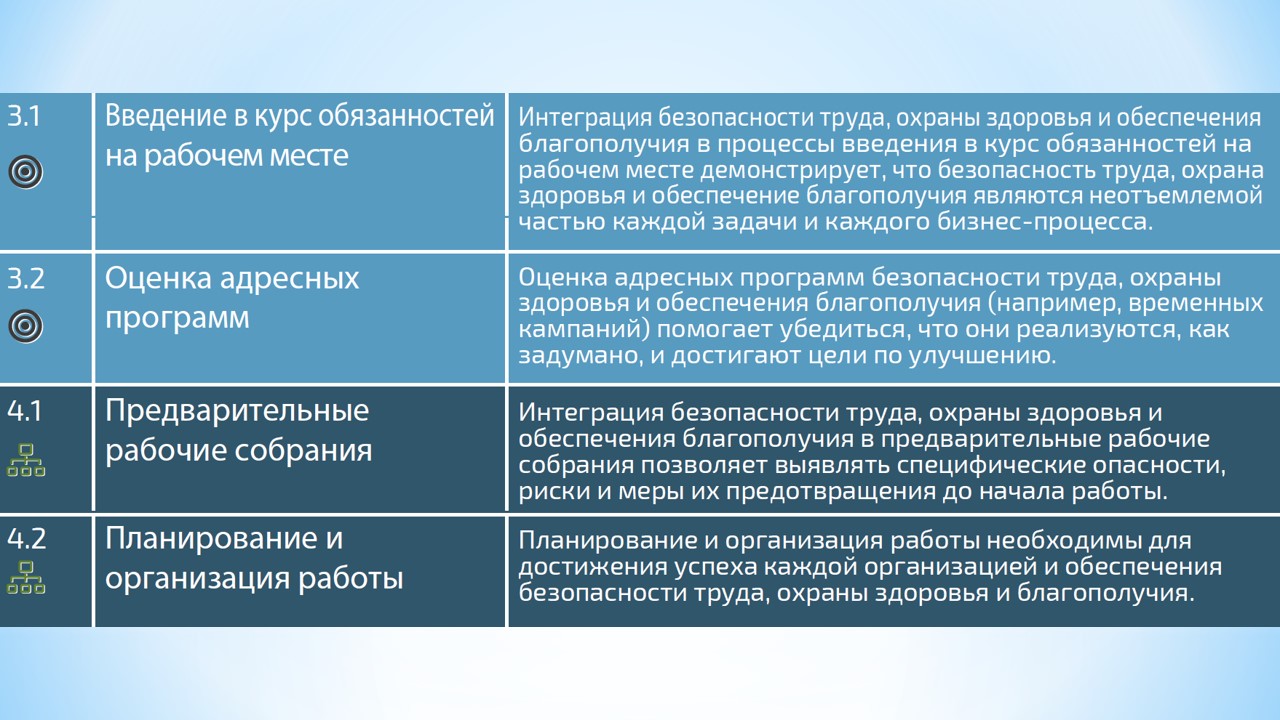 3.1
Введение в курс обязанностей
на рабочем месте
Интеграция безопасности труда, охраны здоровья и обеспечения
благополучия в процессы введения в курс обязанностей на
рабочем месте демонстрирует, что безопасность труда, охрана
здоровья и обеспечение благополучия являются неотъемлемой
частью каждой задачи и каждого бизнес-процесса.
3.2
Оценка адресных
программ
Оценка адресных программ безопасности труда, охраны
здоровья и обеспечения благополучия (например, временных
кампаний) помогает убедиться, что они реализуются, как
задумано, и достигают цели по улучшению.
4.1
Предварительные
рабочие собрания
Интеграция безопасности труда, охраны здоровья и
обеспечения благополучия в предварительные рабочие
собрания позволяет выявлять специфические опасности,
риски и меры их предотвращения до начала работы.
4.2
Планирование и
организация работы
Планирование и организация работы необходимы для
достижения успеха каждой организацией и обеспечения
безопасности труда, охраны здоровья и благополучия.